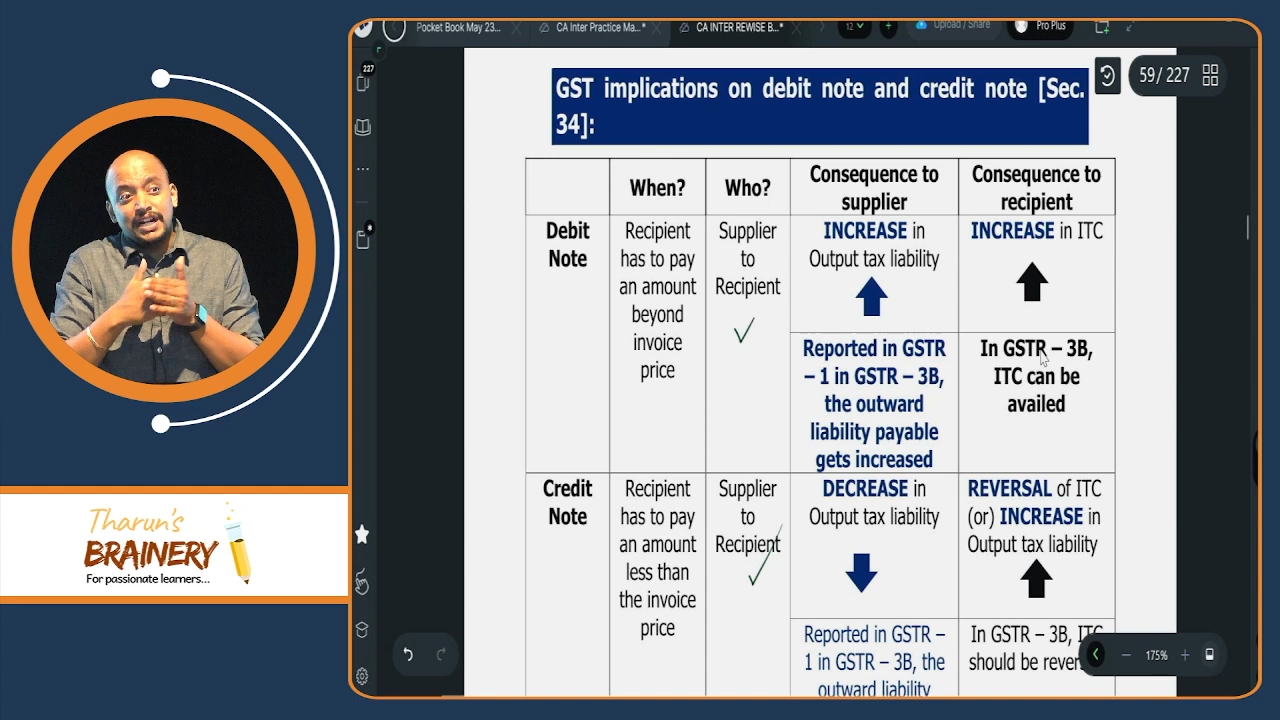 Pocket Book May 23...
CA Inter Practice Ma...*
CA INTER REWISE B...*
12
Upload / Share
Pro Plus
227
59/ 227
GST implications on debit note and credit note [Sec.
34]:
When?
Who?
Consequence to
supplier
Consequence to
recipient
Debit
Note
Recipient
has to pay
an amount
beyond
invoice
price
Supplier
to
Recipient
INCREASE in
Output tax liability
INCREASE in ITC
Reported in GSTR
– 1 in GSTR – 3B,
the outward
liability payable
gets increased
In GSTR – 3B,
ITC can be
availed
Credit
Note
Recipient
has to pay
an amount
less than
the invoice
price
Supplier
to
Recipient
DECREASE in
Output tax liability
REVERSAL of ITC
(or) INCREASE in
Output tax liability
Reported in GSTR –
1 in GSTR – 3B, the
outward liability
In GSTR – 3B, ITC
should be
175%
Tharun's
BRAINERY
For passionate learners...